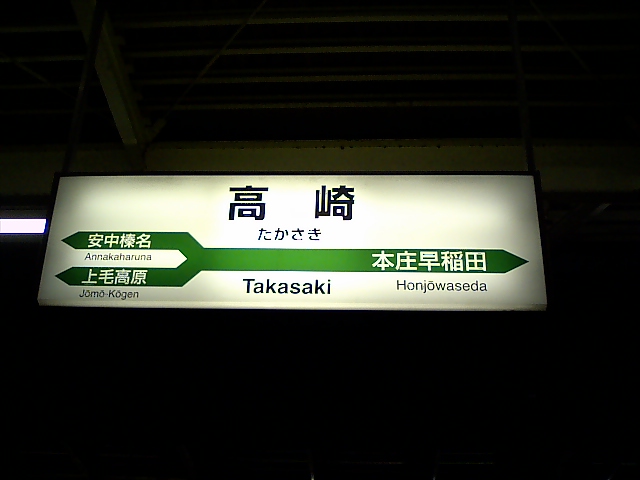 高崎
たかさき
Takasaki
安中榛名
Annakaharuna
上毛高原
Jōmō-Kōgen
本庄早稲田
Honjōwaseda